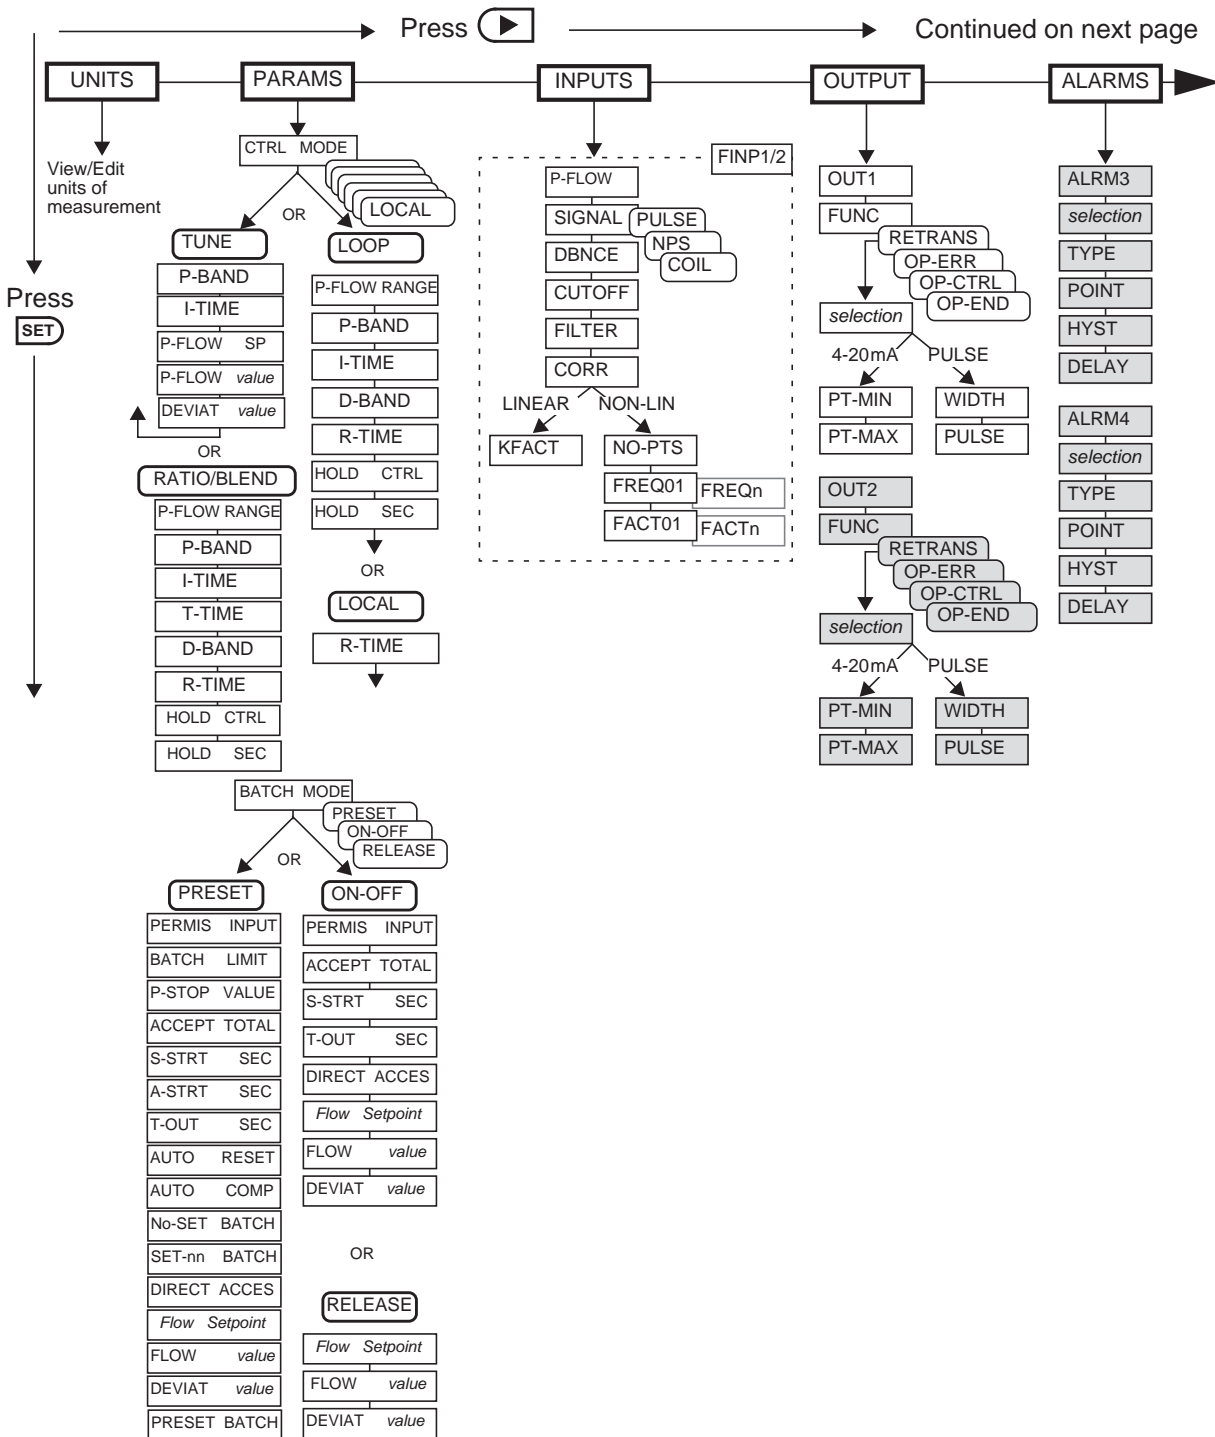 Press
Continued on next page
UNITS
PARAMS
INPUTS
OUTPUT
ALARMS
View/Edit
units of
measurement
Press
SET
CTRL MODE
LOCAL
OR
TUNE
P-BAND
I-TIME
P-FLOW SP
P-FLOW value
DEVIAT value
OR
RATIO/BLEND
P-FLOW RANGE
P-BAND
I-TIME
T-TIME
D-BAND
R-TIME
HOLD CTRL
HOLD SEC
LOOP
P-FLOW RANGE
P-BAND
I-TIME
D-BAND
R-TIME
HOLD CTRL
HOLD SEC
OR
LOCAL
R-TIME
BATCH MODE
PRESET
ON-OFF
RELEASE
OR
PRESET
PERMIS INPUT
BATCH LIMIT
P-STOP VALUE
ACCEPT TOTAL
S-STRT SEC
A-STRT SEC
T-OUT SEC
AUTO RESET
AUTO COMP
No-SET BATCH
SET-nn BATCH
DIRECT ACCES
Flow Setpoint
FLOW value
DEVIAT value
PRESET BATCH
ON-OFF
PERMIS INPUT
ACCEPT TOTAL
S-STRT SEC
T-OUT SEC
DIRECT ACCES
Flow Setpoint
FLOW value
DEVIAT value
OR
RELEASE
Flow Setpoint
FLOW value
DEVIAT value
FINP1/2
P-FLOW
SIGNAL
PULSE
NPS
COIL
DBNCE
CUTOFF
FILTER
CORR
LINEAR
NON-LIN
KFACT
NO-PTS
FREQ01
FREQn
FACT01
FACTn
OUT1
FUNC
RETRANS
OP-ERR
OP-CTRL
OP-END
selection
4-20mA
PULSE
PT-MIN
WIDTH
PT-MAX
PULSE
OUT2
FUNC
RETRANS
OP-ERR
OP-CTRL
OP-END
selection
4-20mA
PULSE
PT-MIN
WIDTH
PT-MAX
PULSE
ALRM3
selection
TYPE
POINT
HYST
DELAY
ALRM4
selection
TYPE
POINT
HYST
DELAY